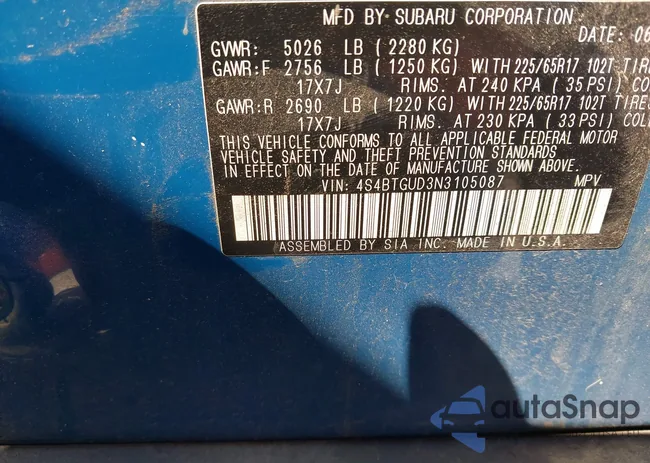 MFD BY SUBARU CORPORATION
DATE: 06
GVWR: 5026 LB (2280 KG)
GAWR:F 2756 LB (1250 KG) WITH 225/65R17 102T TIRE
17X7J RIMS. AT 240 KPA (35 PSI) COL
GAWR:R 2690 LB (1220 KG) WITH 225/65R17 102T TIRES
17X7J RIMS. AT 230 KPA (33 PSI) COL
THIS VEHICLE CONFORMS TO ALL APPLICABLE FEDERAL MOTOR
VEHICLE SAFETY AND THEFT PREVENTION STANDARDS
IN EFFECT ON THE DATE OF MANUFACTURE SHOWN ABOVE.
VIN: 4S4BTGUD3N3105087 MPV
ASSEMBLED BY SIA INC. MADE IN U.S.A.
autoSnap